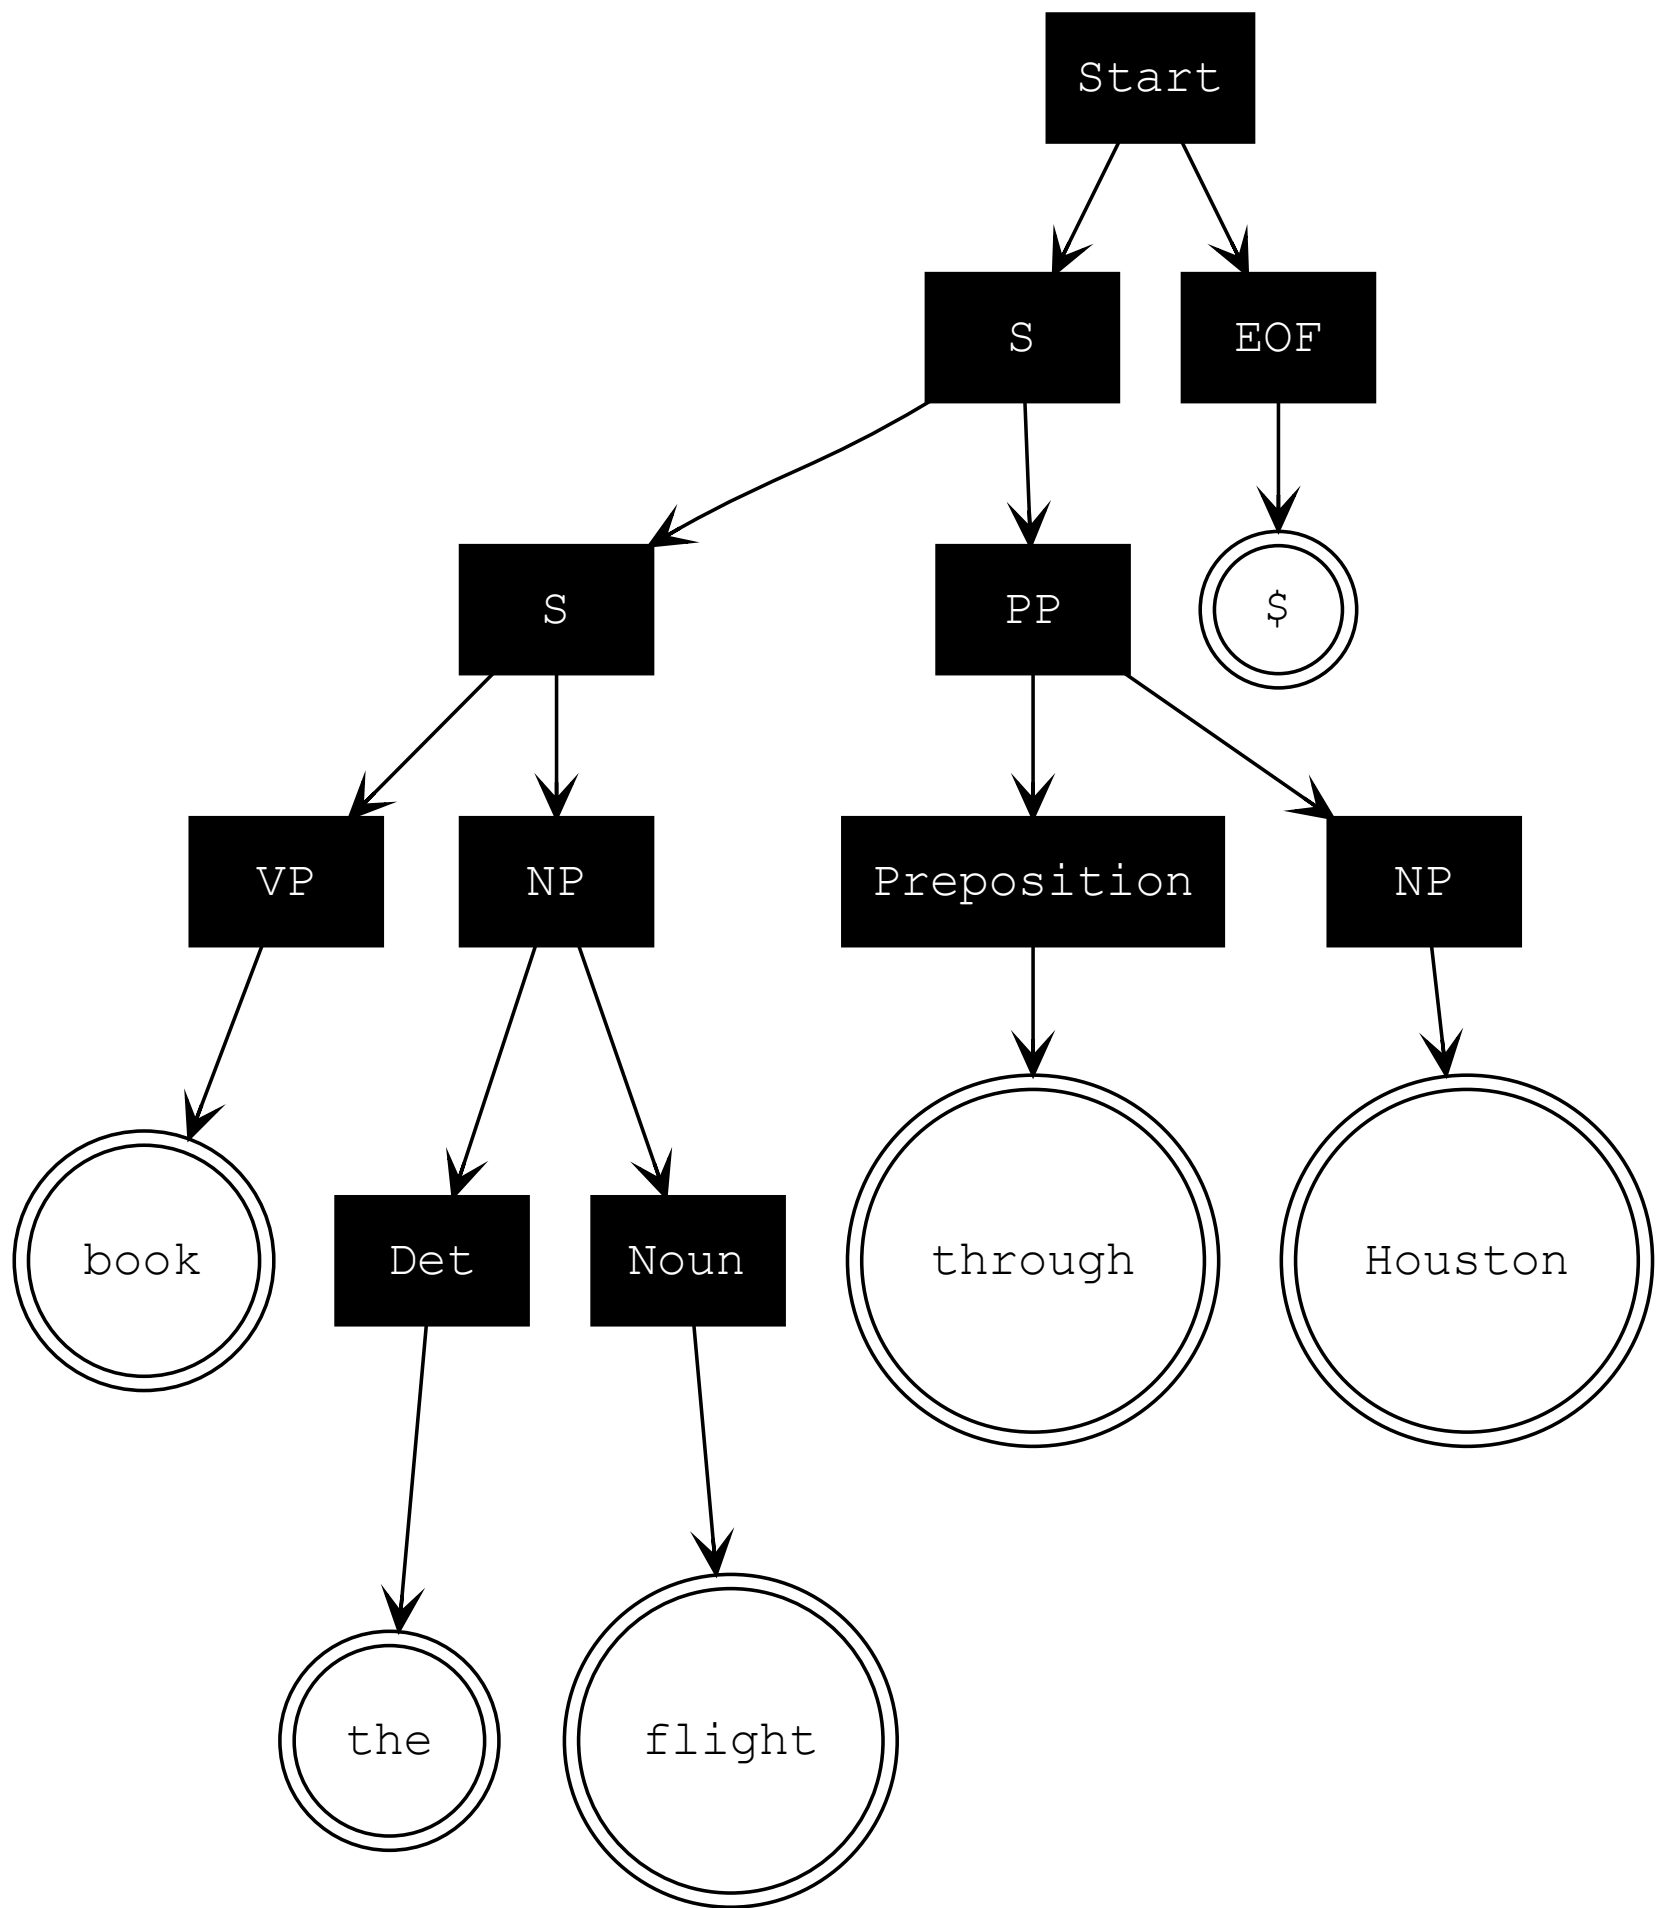 Start
S
EOF
S
PP
$
VP
NP
Preposition
NP
book
Det
Noun
through
Houston
the
flight